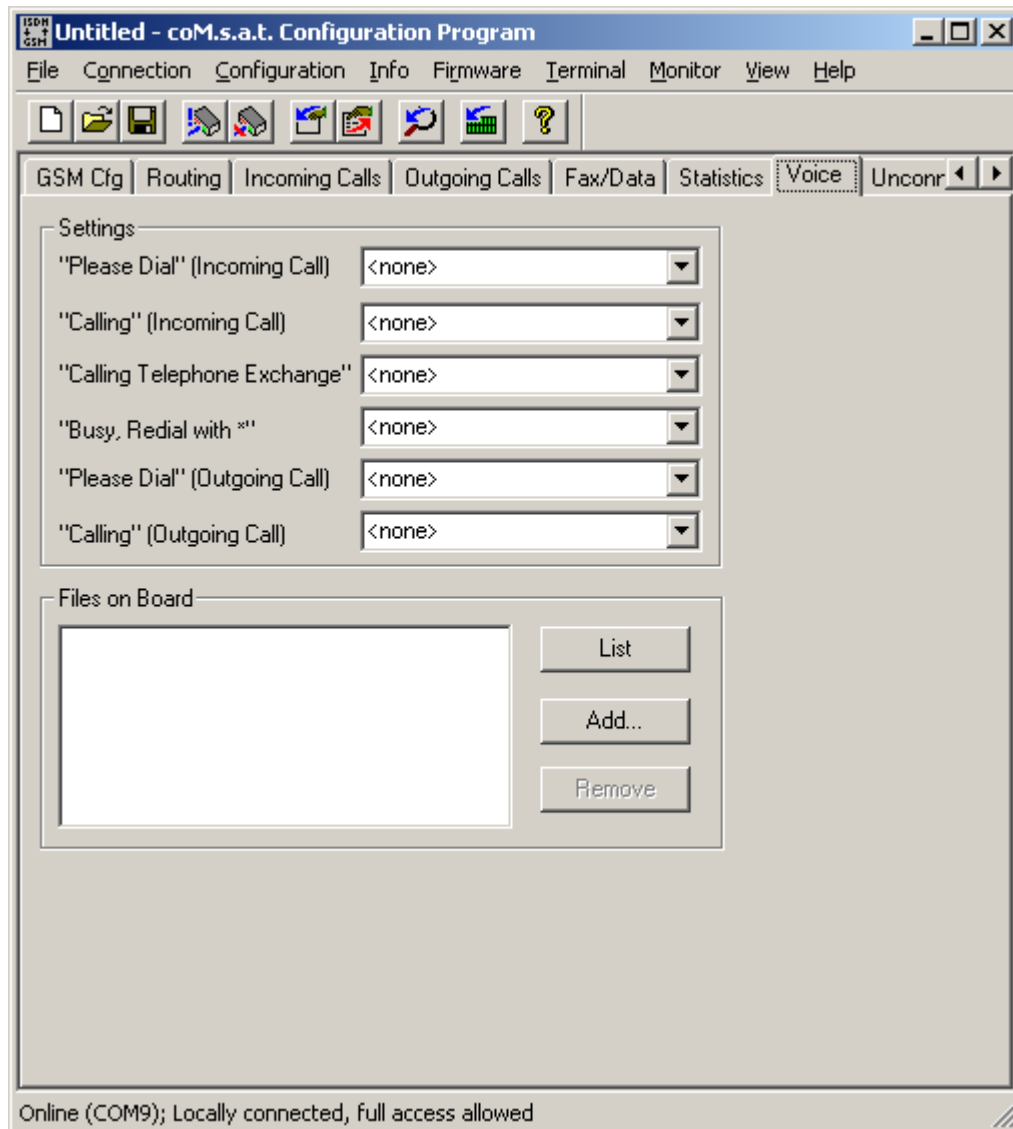 ISDN
GSM
Untitled - coM.s.a.t. Configuration Program
File Connection Configuration Info Firmware Terminal Monitor View Help
GSM Cfg Routing Incoming Calls Outgoing Calls Fax/Data Statistics Voice Unconr
Settings
"Please Dial" (Incoming Call) <none>
"Calling" (Incoming Call) <none>
"Calling Telephone Exchange" <none>
"Busy, Redial with *" <none>
"Please Dial" (Outgoing Call) <none>
"Calling" (Outgoing Call) <none>
Files on Board
List
Add...
Remove
Online (COM9); Locally connected, full access allowed